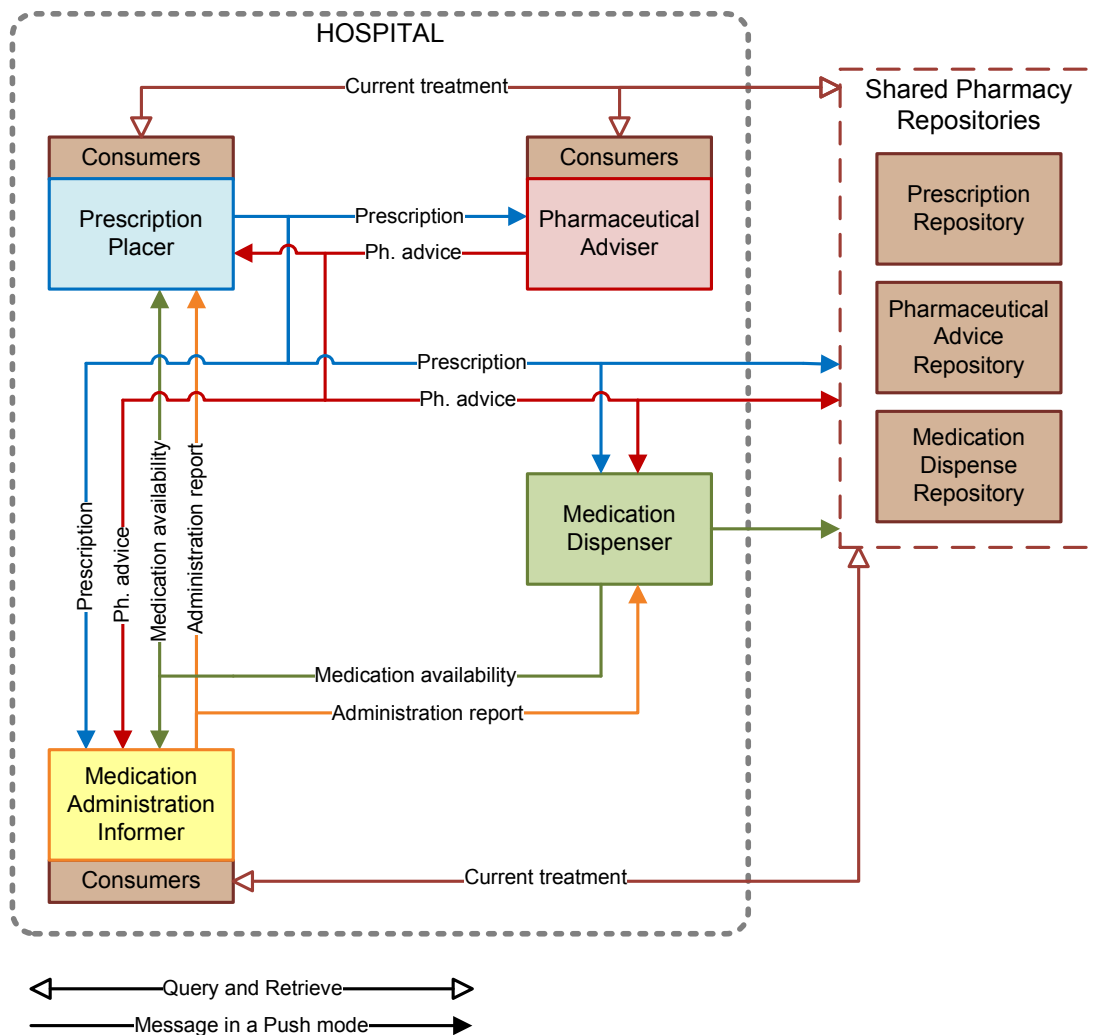 HOSPITAL
Current treatment
Shared Pharmacy
Repositories
Consumers
Consumers
Prescription
Placer
Prescription
Pharmaceutical
Adviser
Ph. advice
Prescription
Repository
Pharmaceutical
Advice
Repository
Prescription
Ph. advice
Medication
Dispense
Repository
Prescription
Ph. advice
Medication availability
Administration report
Medication
Dispenser
Medication availability
Administration report
Medication
Administration
Informer
Consumers
Current treatment
Query and Retrieve
Message in a Push mode